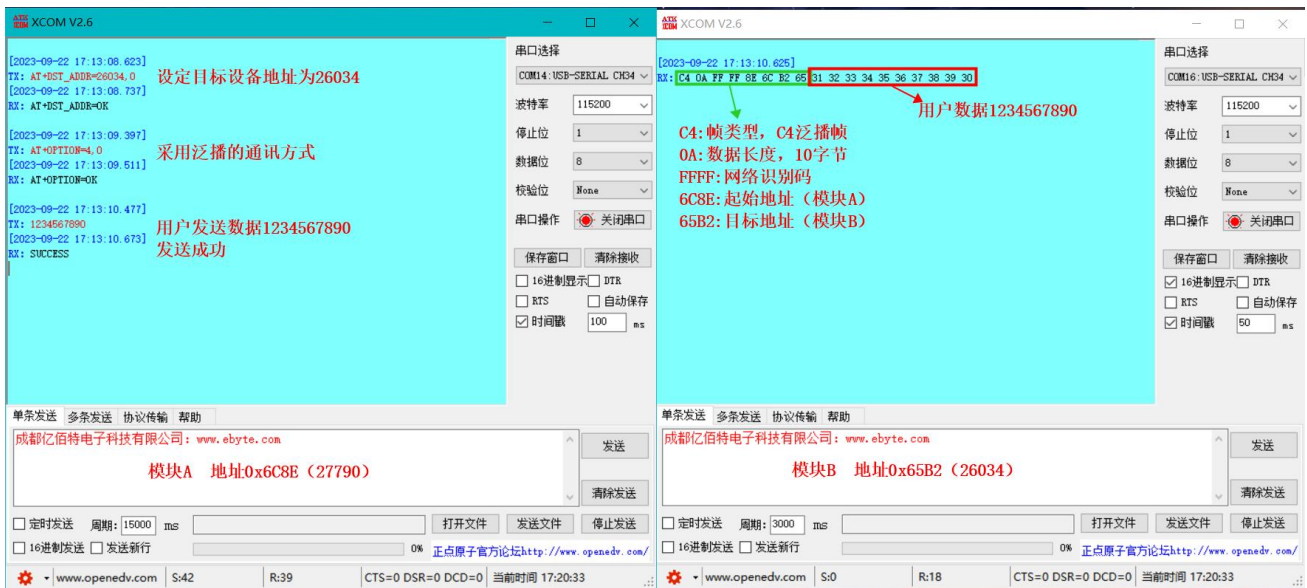 XCOM V2.6
[2023-09-22 17:13:08.623]
TX: AT+DST_ADDR=26034,0 设定目标设备地址为26034
[2023-09-22 17:13:08.737]
RX: AT+DST_ADDR=OK
[2023-09-22 17:13:09.397]
TX: AT+OPTION=4,0 采用泛播的通讯方式
[2023-09-22 17:13:09.511]
RX: AT+OPTION=OK
[2023-09-22 17:13:10.477]
TX: 1234567890 用户发送数据1234567890
[2023-09-22 17:13:10.673]
RX: SUCCESS 发送成功
串口选择
COM14:USB-SERIAL CH34
波特率 115200
停止位 1
数据位 8
校验位 None
串口操作 关闭串口
保存窗口 清除接收
16进制显示 DTR
RTS 自动保存
时间戳 100 ms
单条发送 多条发送 协议传输 帮助
成都亿佰特电子科技有限公司：www.ebyte.com
模块A 地址0x6C8E（27790）
发送
清除发送
定时发送 周期: 15000 ms 打开文件 发送文件 停止发送
16进制发送 发送新行 0% 正点原子官方论坛http://www.openedv.com/
www.openedv.com S:42 R:39 CTS=0 DSR=0 DCD=0 当前时间 17:20:33
XCOM V2.6
[2023-09-22 17:13:10.625]
RX: C4 0A FF FF 8E 6C B2 65 31 32 33 34 35 36 37 38 39 30
用户数据1234567890
C4:帧类型，C4泛播帧
0A:数据长度，10字节
FFFF:网络识别码
6C8E:起始地址（模块A）
65B2:目标地址（模块B）
串口选择
COM16:USB-SERIAL CH34
波特率 115200
停止位 1
数据位 8
校验位 None
串口操作 关闭串口
保存窗口 清除接收
16进制显示 DTR
RTS 自动保存
时间戳 50 ms
单条发送 多条发送 协议传输 帮助
成都亿佰特电子科技有限公司：www.ebyte.com
模块B 地址0x65B2（26034）
发送
清除发送
定时发送 周期: 3000 ms 打开文件 发送文件 停止发送
16进制发送 发送新行 0% 正点原子官方论坛http://www.openedv.com/
www.openedv.com S:0 R:18 CTS=0 DSR=0 DCD=0 当前时间 17:20:33